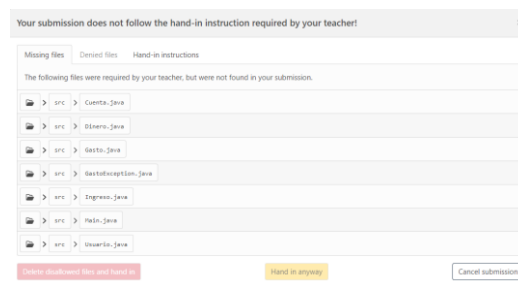 Your submission does not follow the hand-in instruction required by your teacher!
Missing files Denied files Hand-in instructions
The following files were required by your teacher, but were not found in your submission.
> src > Cuenta.java
> src > Dinero.java
> src > Gasto.java
> src > GastoException.java
> src > Ingreso.java
> src > Main.java
> src > Usuario.java
Delete disallowed files and hand in Hand in anyway Cancel submission